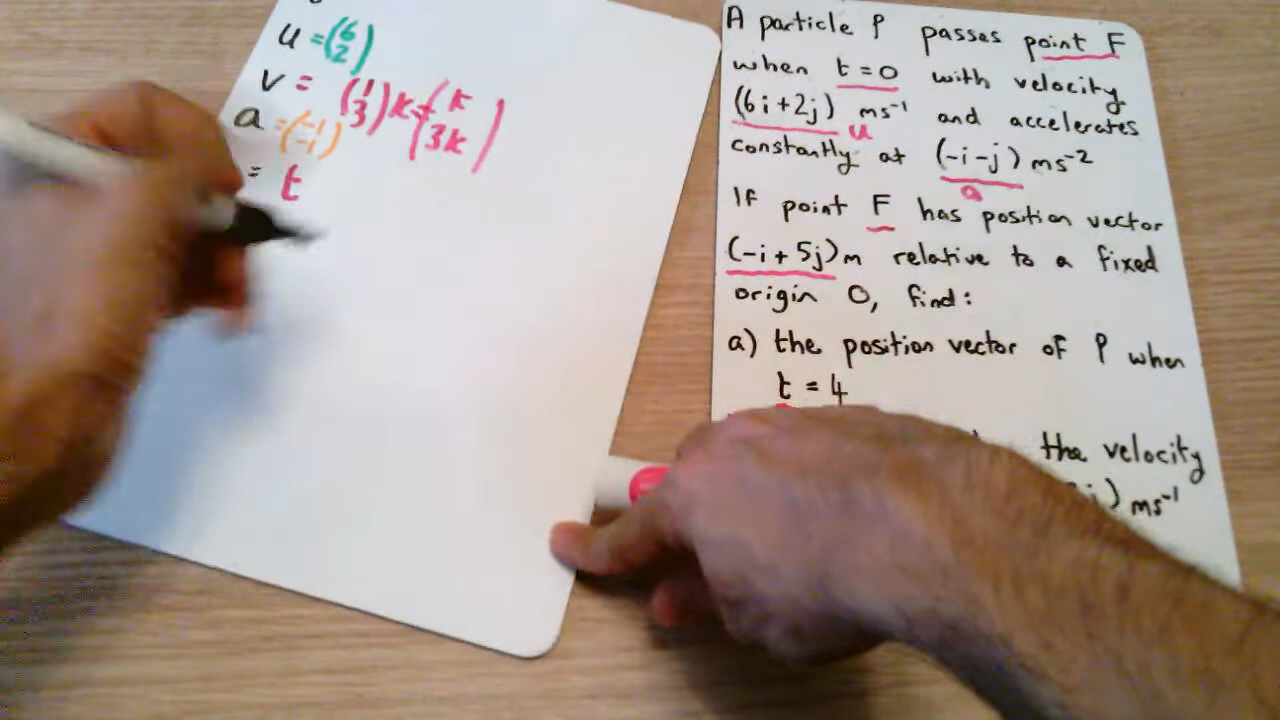 u = (6 2)
v = (1 3)k = (k 3k)
a = (-1 -1)
= t
A particle P passes point F
when t = 0 with velocity
(6i + 2j) ms⁻¹ and accelerates
u
constantly at (-i - j) ms⁻²
a
If point F has position vector
(-i + 5j)m relative to a fixed
origin O, find:
a) the position vector of P when
t = 4
the velocity
j) ms⁻¹